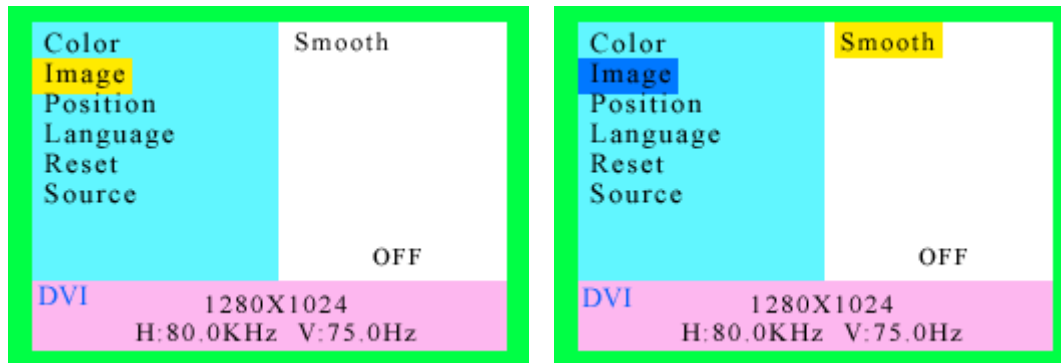 Color
Image
Position
Language
Reset
Source
Smooth
OFF
DVI
1280X1024
H:80.0KHz V:75.0Hz
Color
Image
Position
Language
Reset
Source
Smooth
OFF
DVI
1280X1024
H:80.0KHz V:75.0Hz